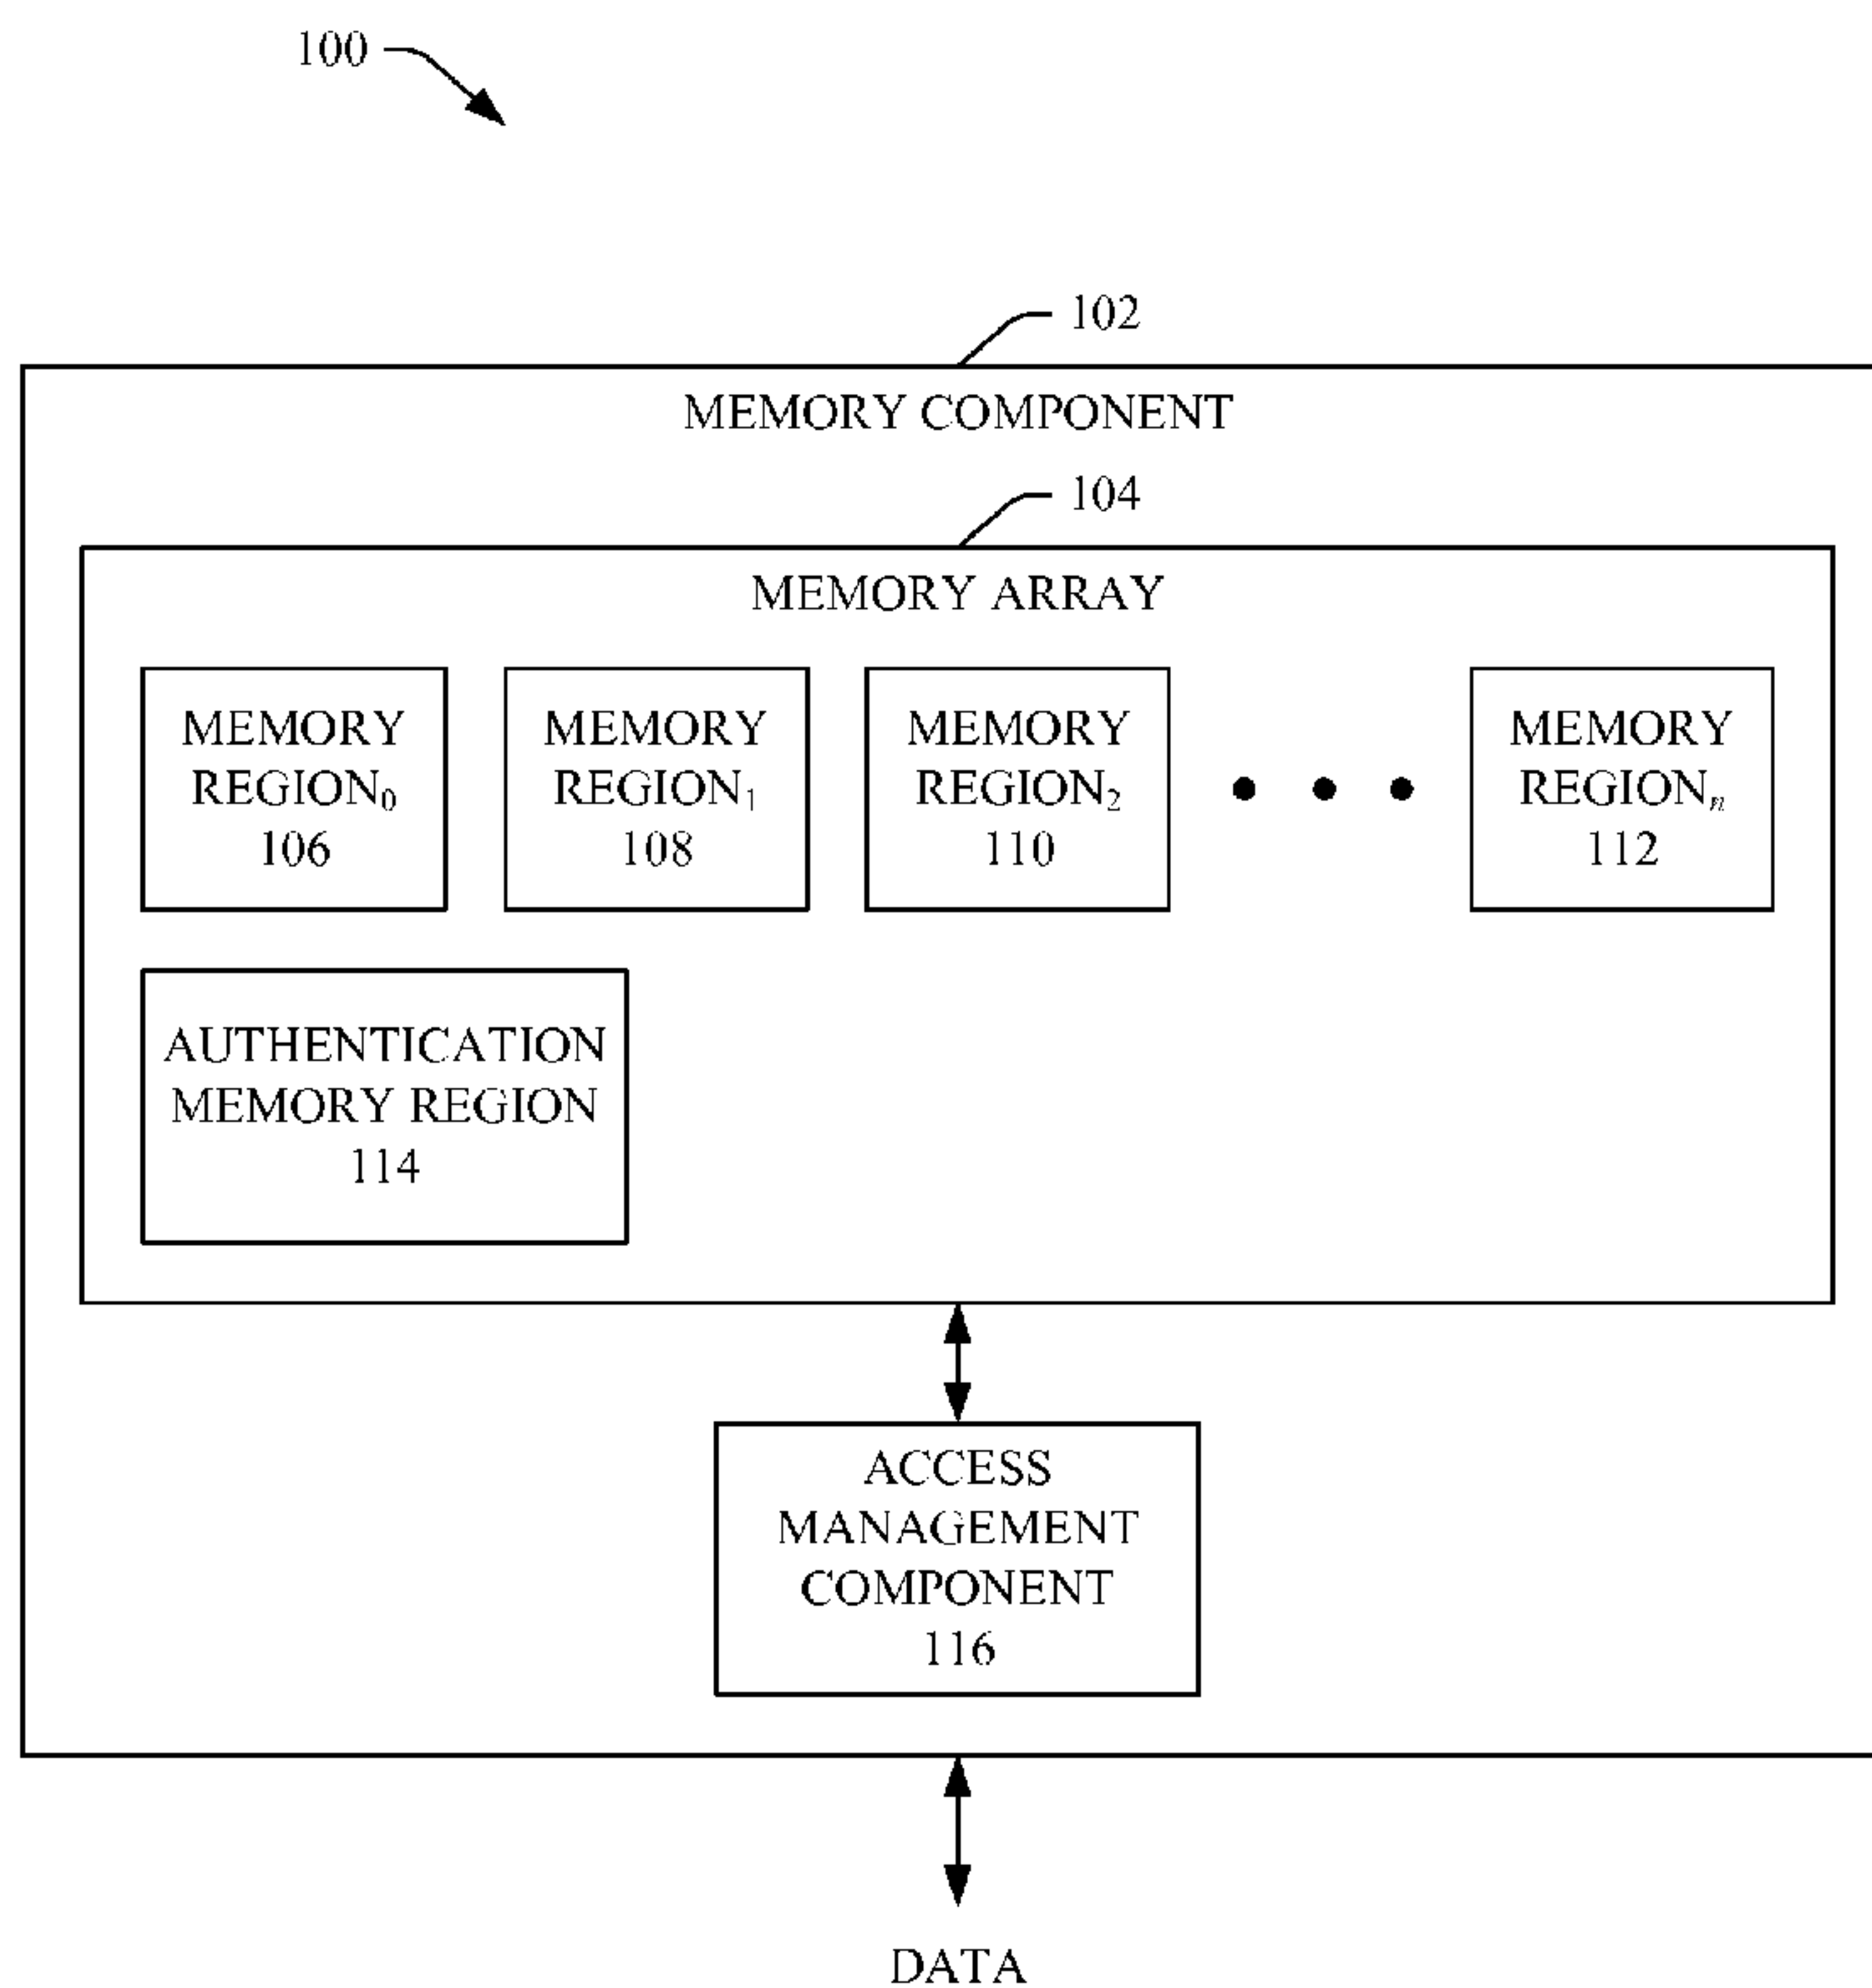 100
102
MEMORY COMPONENT
104
MEMORY ARRAY
MEMORY
REGION₀
106
MEMORY
REGION₁
108
MEMORY
REGION₂
110
MEMORY
REGIONₙ
112
AUTHENTICATION
MEMORY REGION
114
ACCESS
MANAGEMENT
COMPONENT
116
DATA